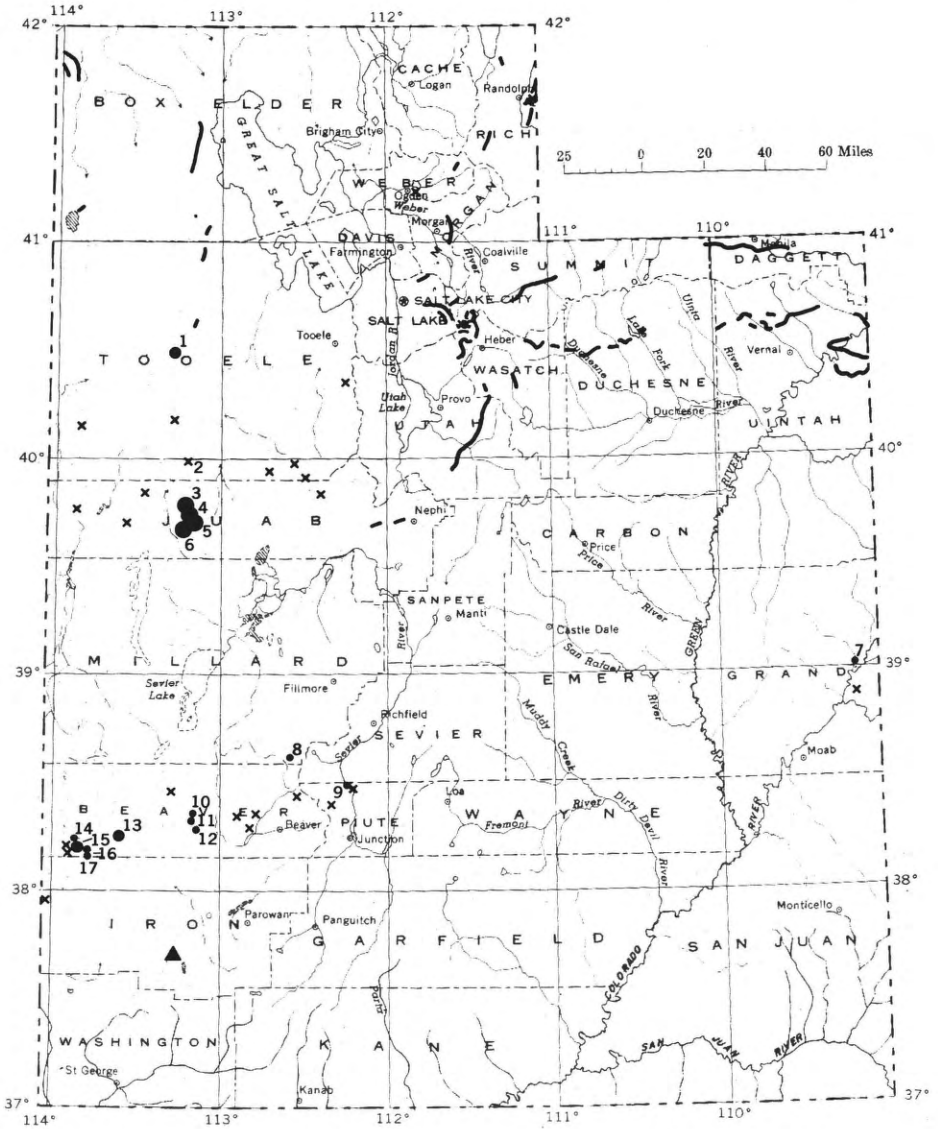 114° 113° 112°
42° 42°
CACHE
Logan Randolph
BOX ELDER
RICH
Brigham City
GREAT SALT LAKE
25 0 20 40 60 Miles
WEBER
Ogden
Weber
Morgan
MORGAN
111° 110°
41° 41°
DAVIS
Farmington
River
Coalville
SUMMIT
Manila
DAGGETT
SALT LAKE CITY
SALT LAKE
Uinta
Tooele
Jordan R
Heber
Lake
Duchesne
Fork
River
Vernal
1
TOOELE
WASATCH
DUCHESNE
Utah Lake
Provo
River
Duchesne
UTAH
UINTAH
40° 40°
2
RIVER
3
4
5
6
JUAB
Nephi
CARBON
Price
Price
River
SANPETE
Manti
River
Castle Dale
GREEN
7
39° 39°
MILLARD
San Rafael
EMERY
GRAND
River
Sevier Lake
Fillmore
Muddy
Creek
Richfield
SEVIER
Sevier
8
Moab
9
Loa
River
Dirty
Devil
River
RIVER
10
11
12
BEAVER
Beaver
PIUTE
WAYNE
Fremont
Junction
13
14
15
16
17
38° 38°
Monticello
IRON
Parowan
Panguitch
GARFIELD
SAN JUAN
COLORADO
Paria
WASHINGTON
KANE
SAN JUAN RIVER
St George
Kanab
37° 37°
114° 113° 112° 111° 110°